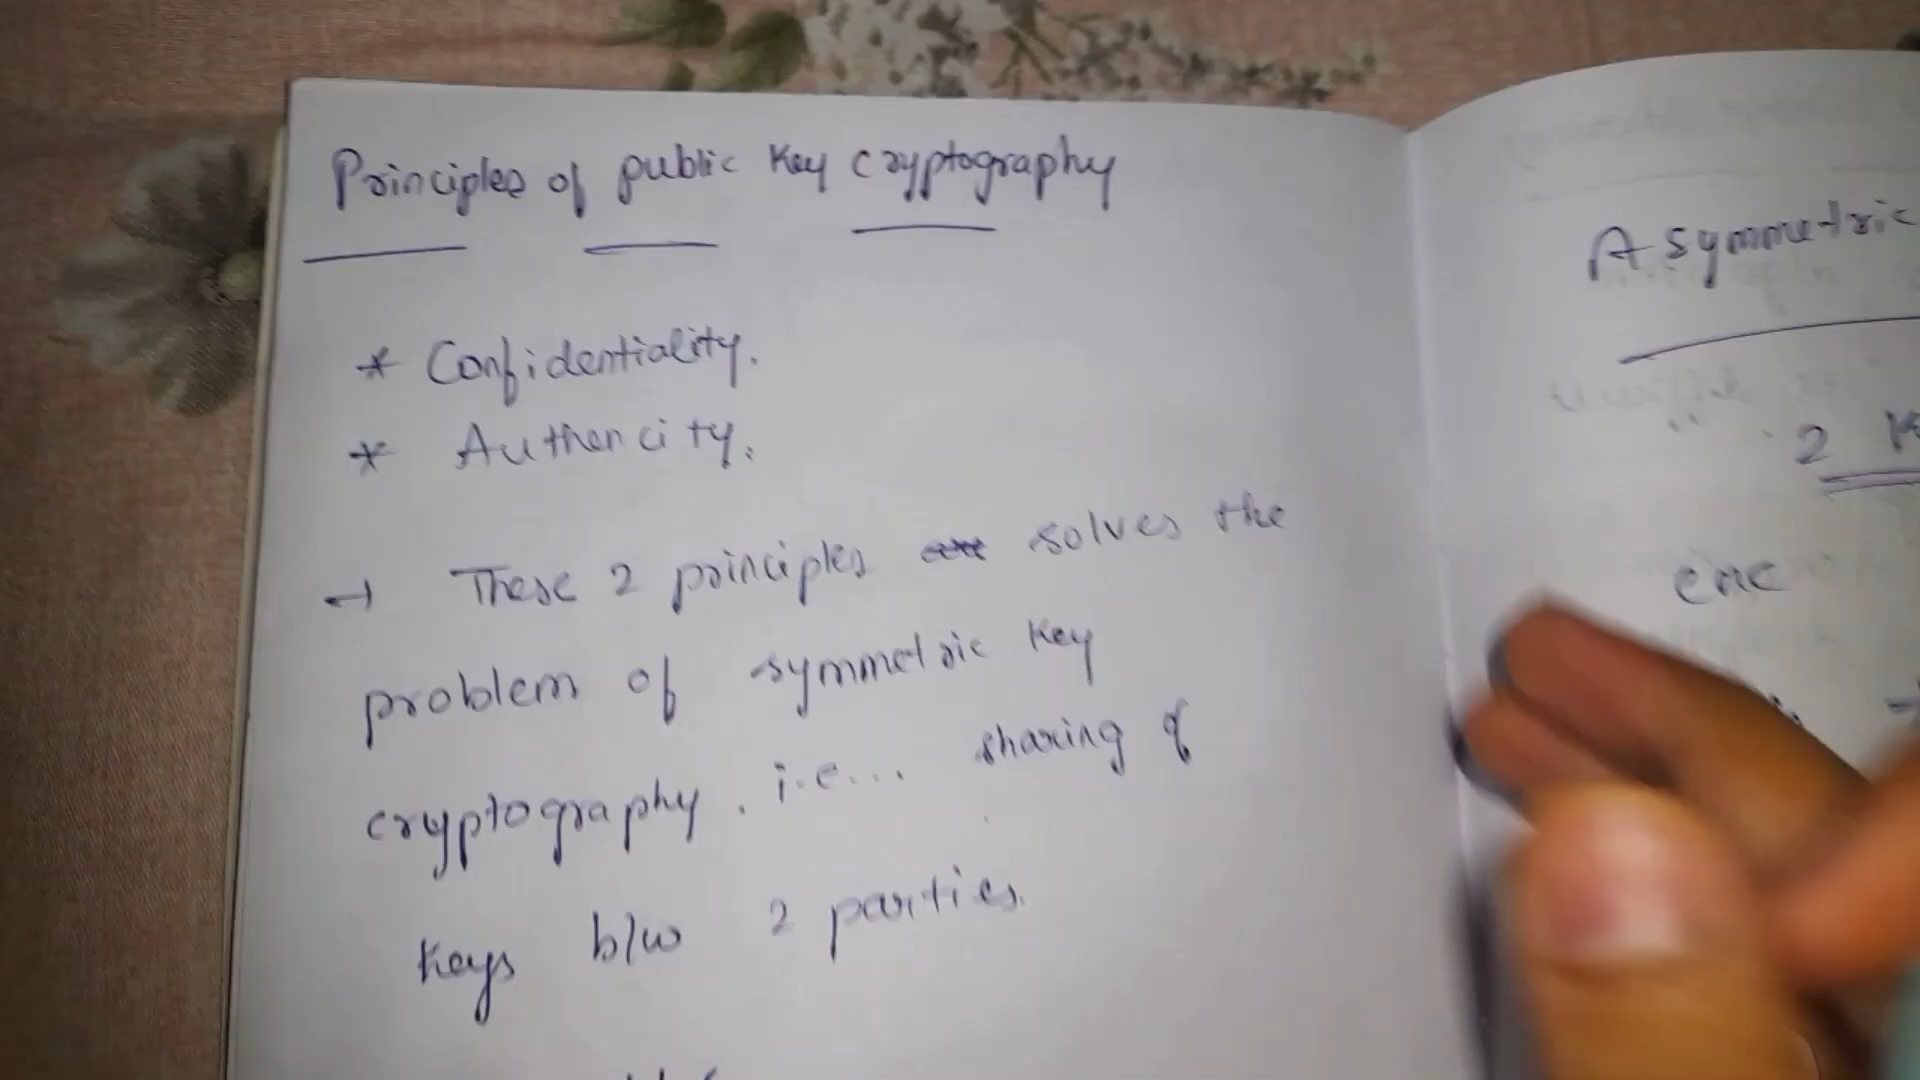 Principles of public key cryptography
* Confidentiality.
* Authencity.
→ These 2 principles solves the
problem of symmetric key
cryptography. i.e... sharing of
keys b/w 2 parties.
Asymmetric
2
enc